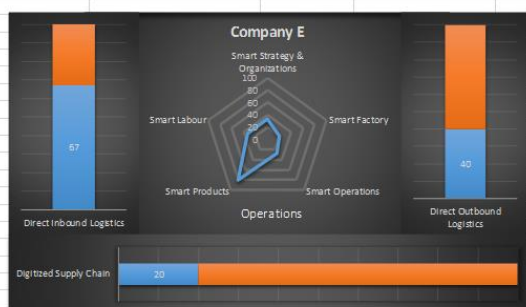 Company E
Smart Strategy &
Organizations
100
80
60
40
20
0
Smart Labour
Smart Factory
Smart Products
Smart Operations
Operations
67
Direct Inbound Logistics
40
Direct Outbound
Logistics
Digitized Supply Chain
20